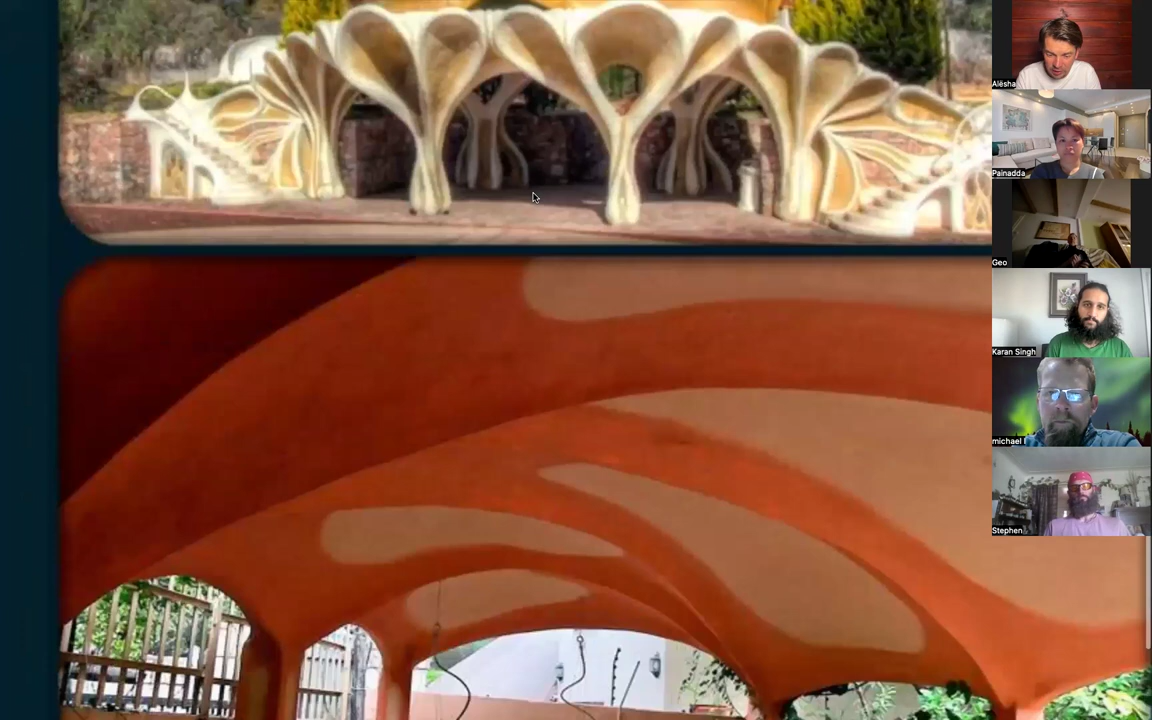 Alësha
Painadda
Geo
Karan Singh
michael
Stephen